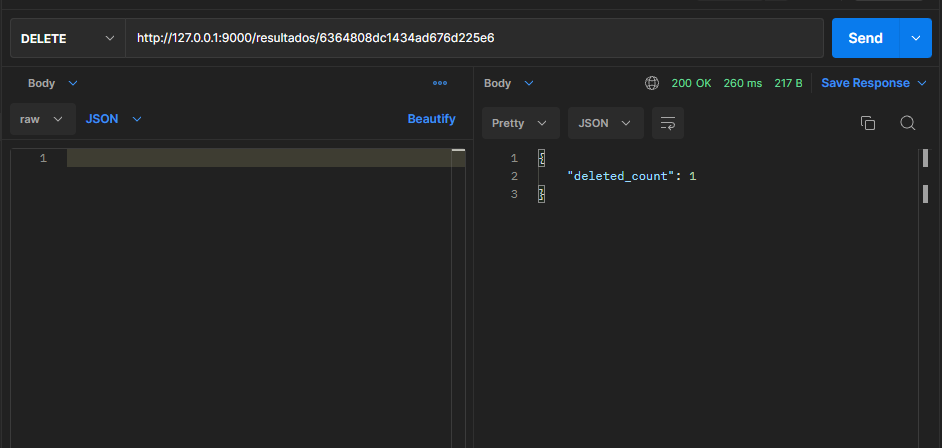 DELETE http://127.0.0.1:9000/resultados/6364808dc1434ad676d225e6 Send
Body
raw JSON Beautify
1
Body 200 OK 260 ms 217 B Save Response
Pretty JSON
1 {
2 "deleted_count": 1
3 }